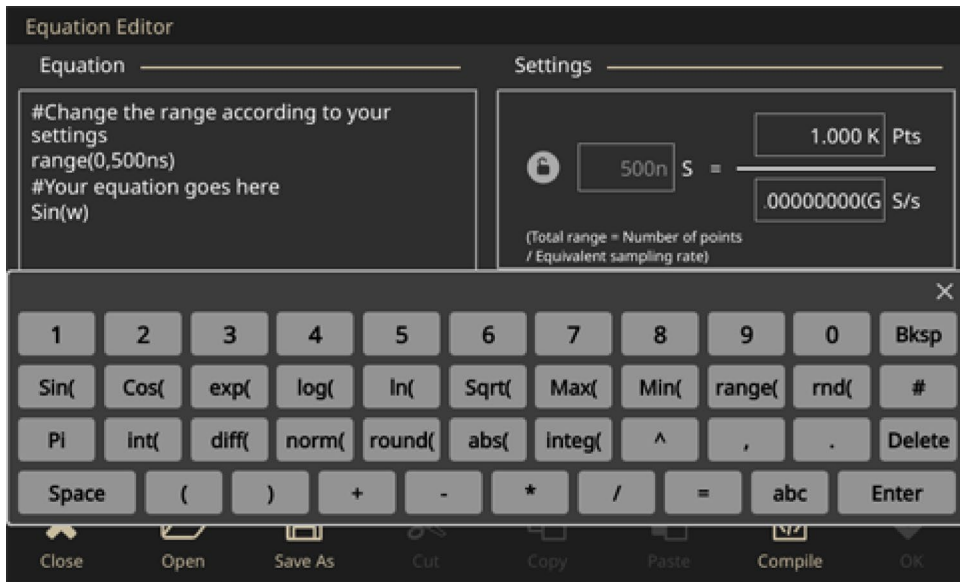 Equation Editor
Equation
Settings
#Change the range according to your
settings
range(0,500ns)
#Your equation goes here
Sin(w)
1.000 K Pts
500n S =
.00000000(G S/s
(Total range = Number of points
/ Equivalent sampling rate)
×
1 2 3 4 5 6 7 8 9 0 Bksp
Sin( Cos( exp( log( ln( Sqrt( Max( Min( range( rnd( #
Pi int( diff( norm( round( abs( integ( ^ , . Delete
Space ( ) + - * / = abc Enter
Close Open Save As Cut Copy Paste Compile OK